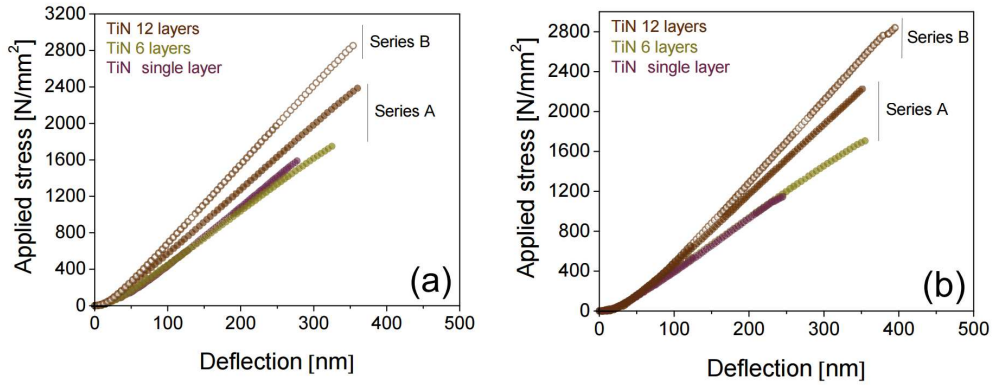 TiN 12 layers
TiN 6 layers
TiN single layer
Series B
Series A
3200
2800
2400
2000
1600
1200
800
400
0
0 100 200 300 400 500
Applied stress [N/mm²]
Deflection [nm]
(a)
TiN 12 layers
TiN 6 layers
TiN single layer
Series B
Series A
2800
2400
2000
1600
1200
800
400
0
0 100 200 300 400 500
Applied stress [N/mm²]
Deflection [nm]
(b)